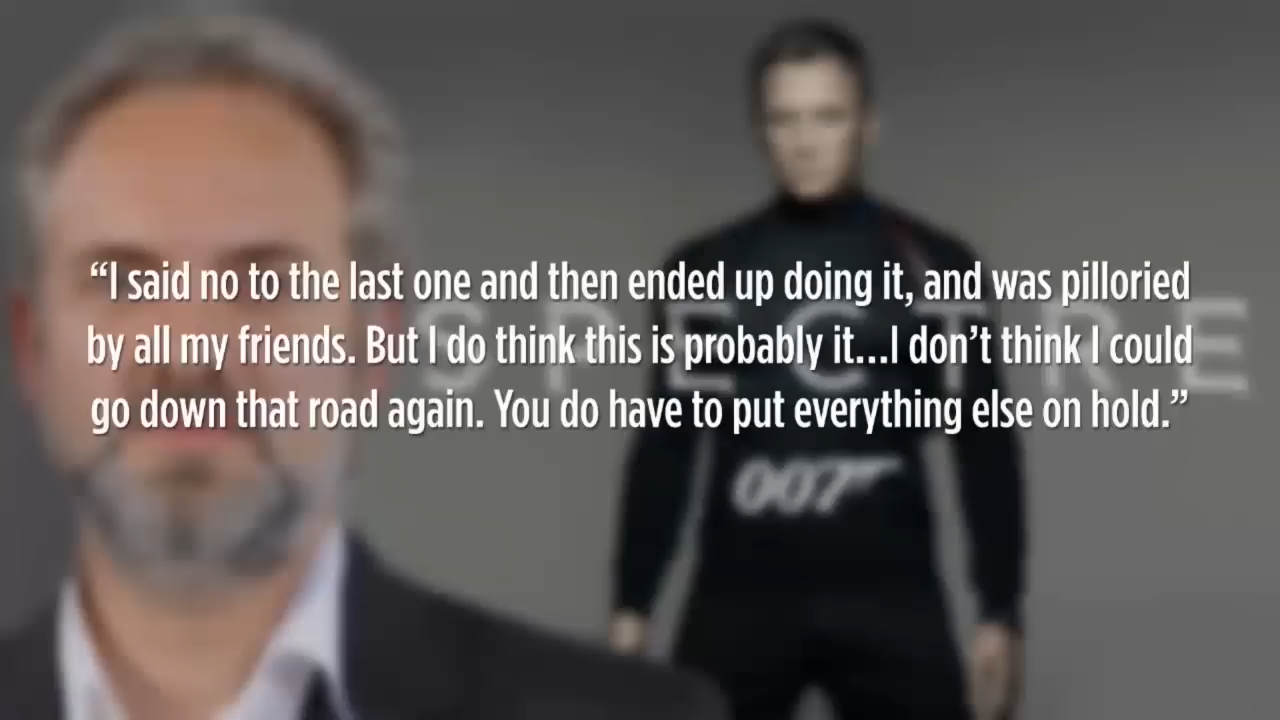 “I said no to the last one and then ended up doing it, and was pilloried
by all my friends. But I do think this is probably it...I don’t think I could
go down that road again. You do have to put everything else on hold.”
SPECTRE
007